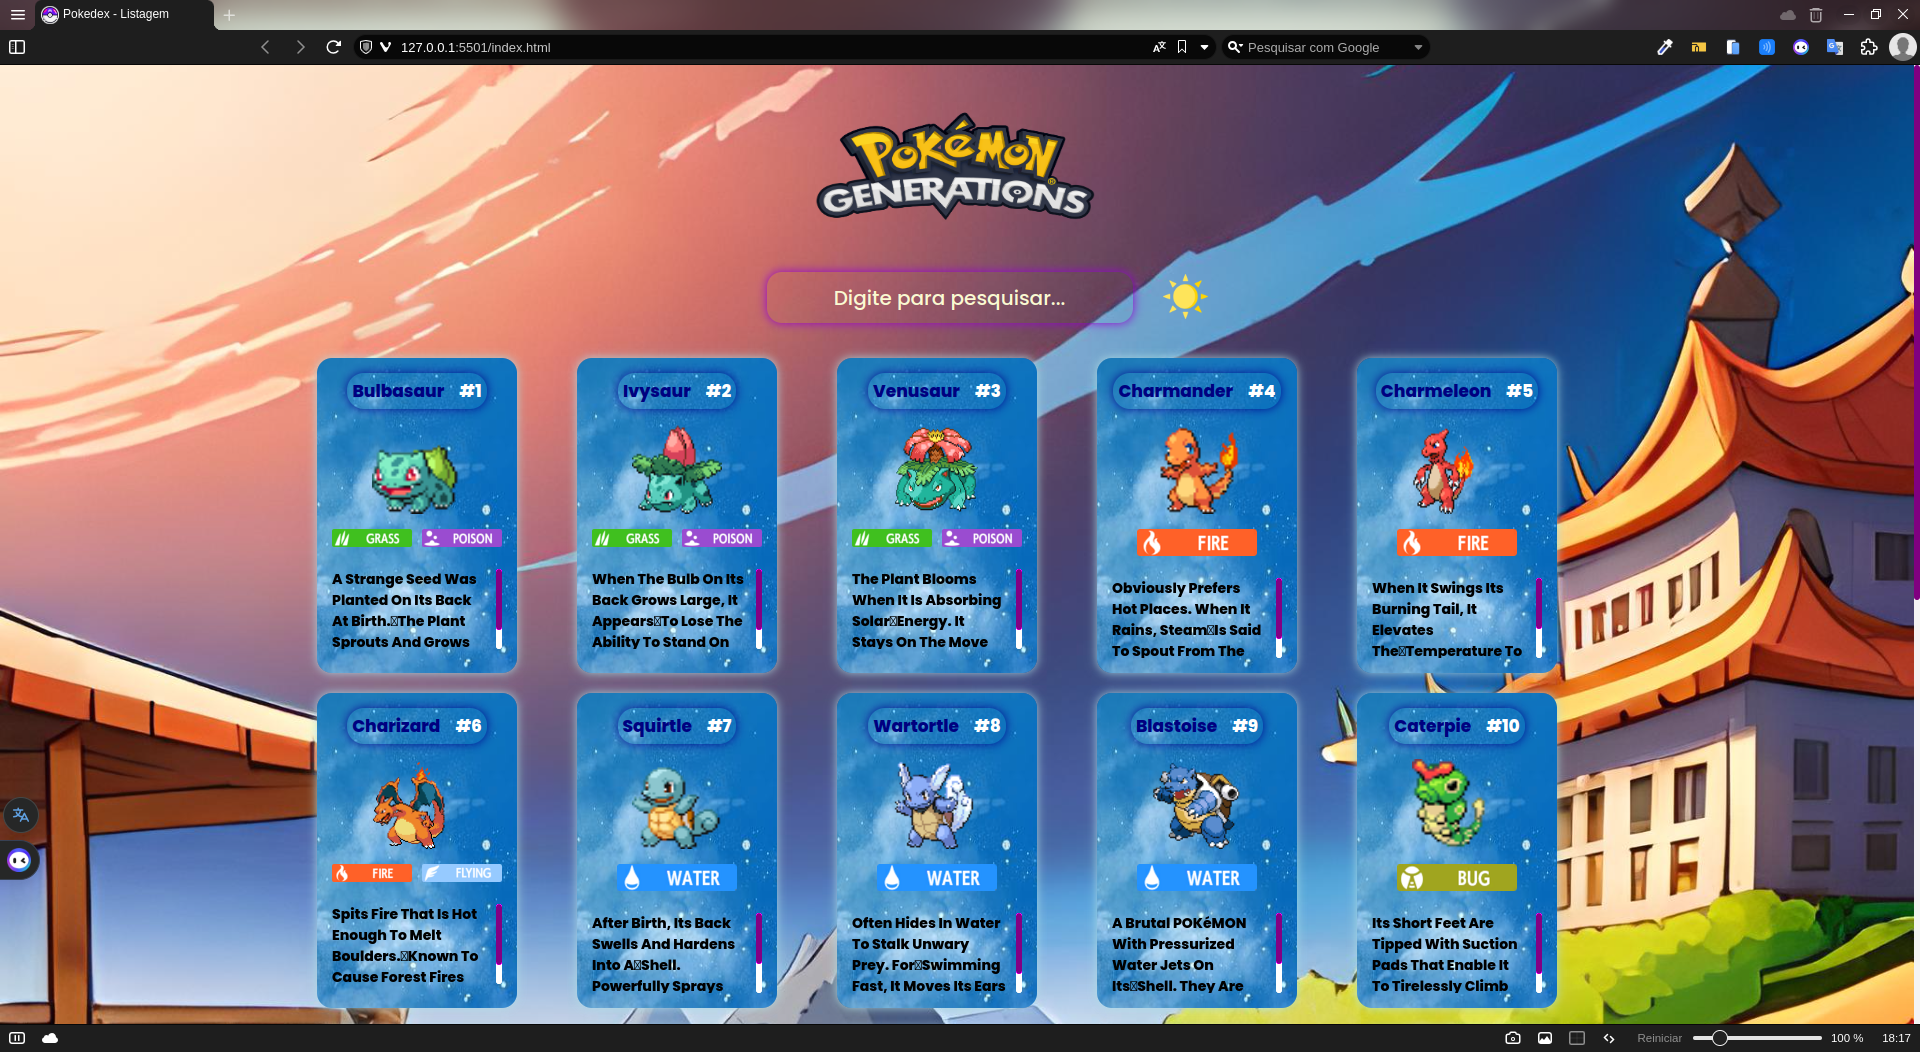 Pokedex - Listagem
127.0.0.1:5501/index.html
Pesquisar com Google
POKéMON
GENERATIONS
Digite para pesquisar...
Bulbasaur #1
GRASS POISON
A Strange Seed Was
Planted On Its Back
At Birth.The Plant
Sprouts And Grows
Ivysaur #2
GRASS POISON
When The Bulb On Its
Back Grows Large, It
AppearsTo Lose The
Ability To Stand On
Venusaur #3
GRASS POISON
The Plant Blooms
When It Is Absorbing
SolarEnergy. It
Stays On The Move
Charmander #4
FIRE
Obviously Prefers
Hot Places. When It
Rains, SteamIs Said
To Spout From The
Charmeleon #5
FIRE
When It Swings Its
Burning Tail, It
Elevates
TheTemperature To
Charizard #6
FIRE FLYING
Spits Fire That Is Hot
Enough To Melt
Boulders.Known To
Cause Forest Fires
Squirtle #7
WATER
After Birth, Its Back
Swells And Hardens
Into AShell.
Powerfully Sprays
Wartortle #8
WATER
Often Hides In Water
To Stalk Unwary
Prey. ForSwimming
Fast, It Moves Its Ears
Blastoise #9
WATER
A Brutal POKéMON
With Pressurized
Water Jets On
ItsShell. They Are
Caterpie #10
BUG
Its Short Feet Are
Tipped With Suction
Pads That Enable It
To Tirelessly Climb
Reiniciar 100 % 18:17